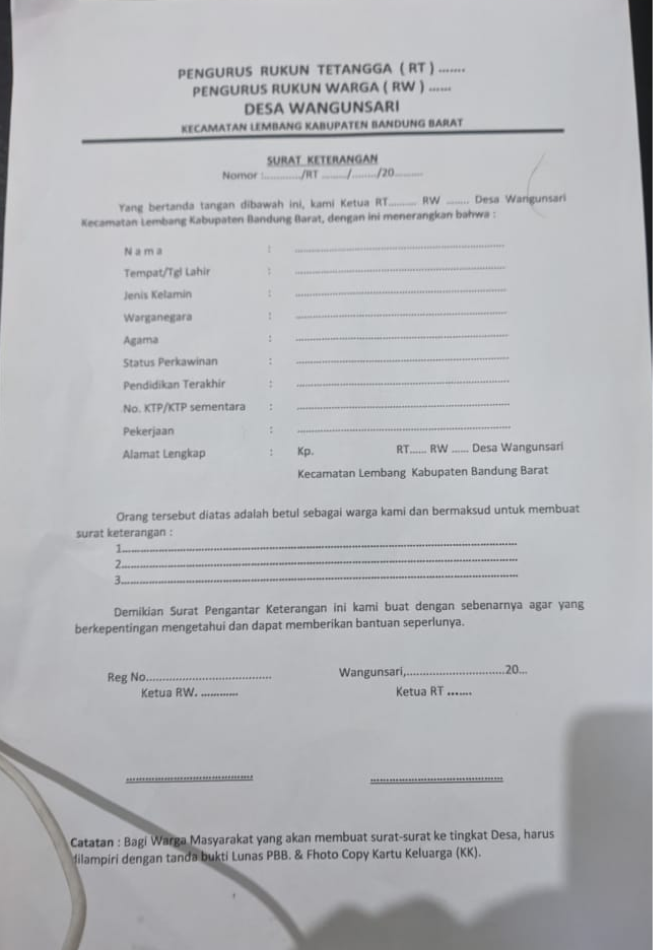 PENGURUS RUKUN TETANGGA ( RT ) .......
PENGURUS RUKUN WARGA ( RW ) ......
DESA WANGUNSARI
KECAMATAN LEMBANG KABUPATEN BANDUNG BARAT
SURAT KETERANGAN
Nomor :............/RT ......../......../20.........
Yang bertanda tangan dibawah ini, kami Ketua RT......... RW ....... Desa Wangunsari
Kecamatan Lembang Kabupaten Bandung Barat, dengan ini menerangkan bahwa :
N a m a : ............................................................
Tempat/Tgl Lahir : ............................................................
Jenis Kelamin : ............................................................
Warganegara : ............................................................
Agama : ............................................................
Status Perkawinan : ............................................................
Pendidikan Terakhir : ............................................................
No. KTP/KTP sementara : ............................................................
Pekerjaan : ............................................................
Alamat Lengkap : Kp. RT...... RW ...... Desa Wangunsari
Kecamatan Lembang Kabupaten Bandung Barat
Orang tersebut diatas adalah betul sebagai warga kami dan bermaksud untuk membuat
surat keterangan :
1............................................................
2............................................................
3............................................................
Demikian Surat Pengantar Keterangan ini kami buat dengan sebenarnya agar yang
berkepentingan mengetahui dan dapat memberikan bantuan seperlunya.
Reg No...................................... Wangunsari,..............................20...
Ketua RW. ........... Ketua RT .......
...................................... ........................................
Catatan : Bagi Warga Masyarakat yang akan membuat surat-surat ke tingkat Desa, harus
dilampiri dengan tanda bukti Lunas PBB. & Fhoto Copy Kartu Keluarga (KK).